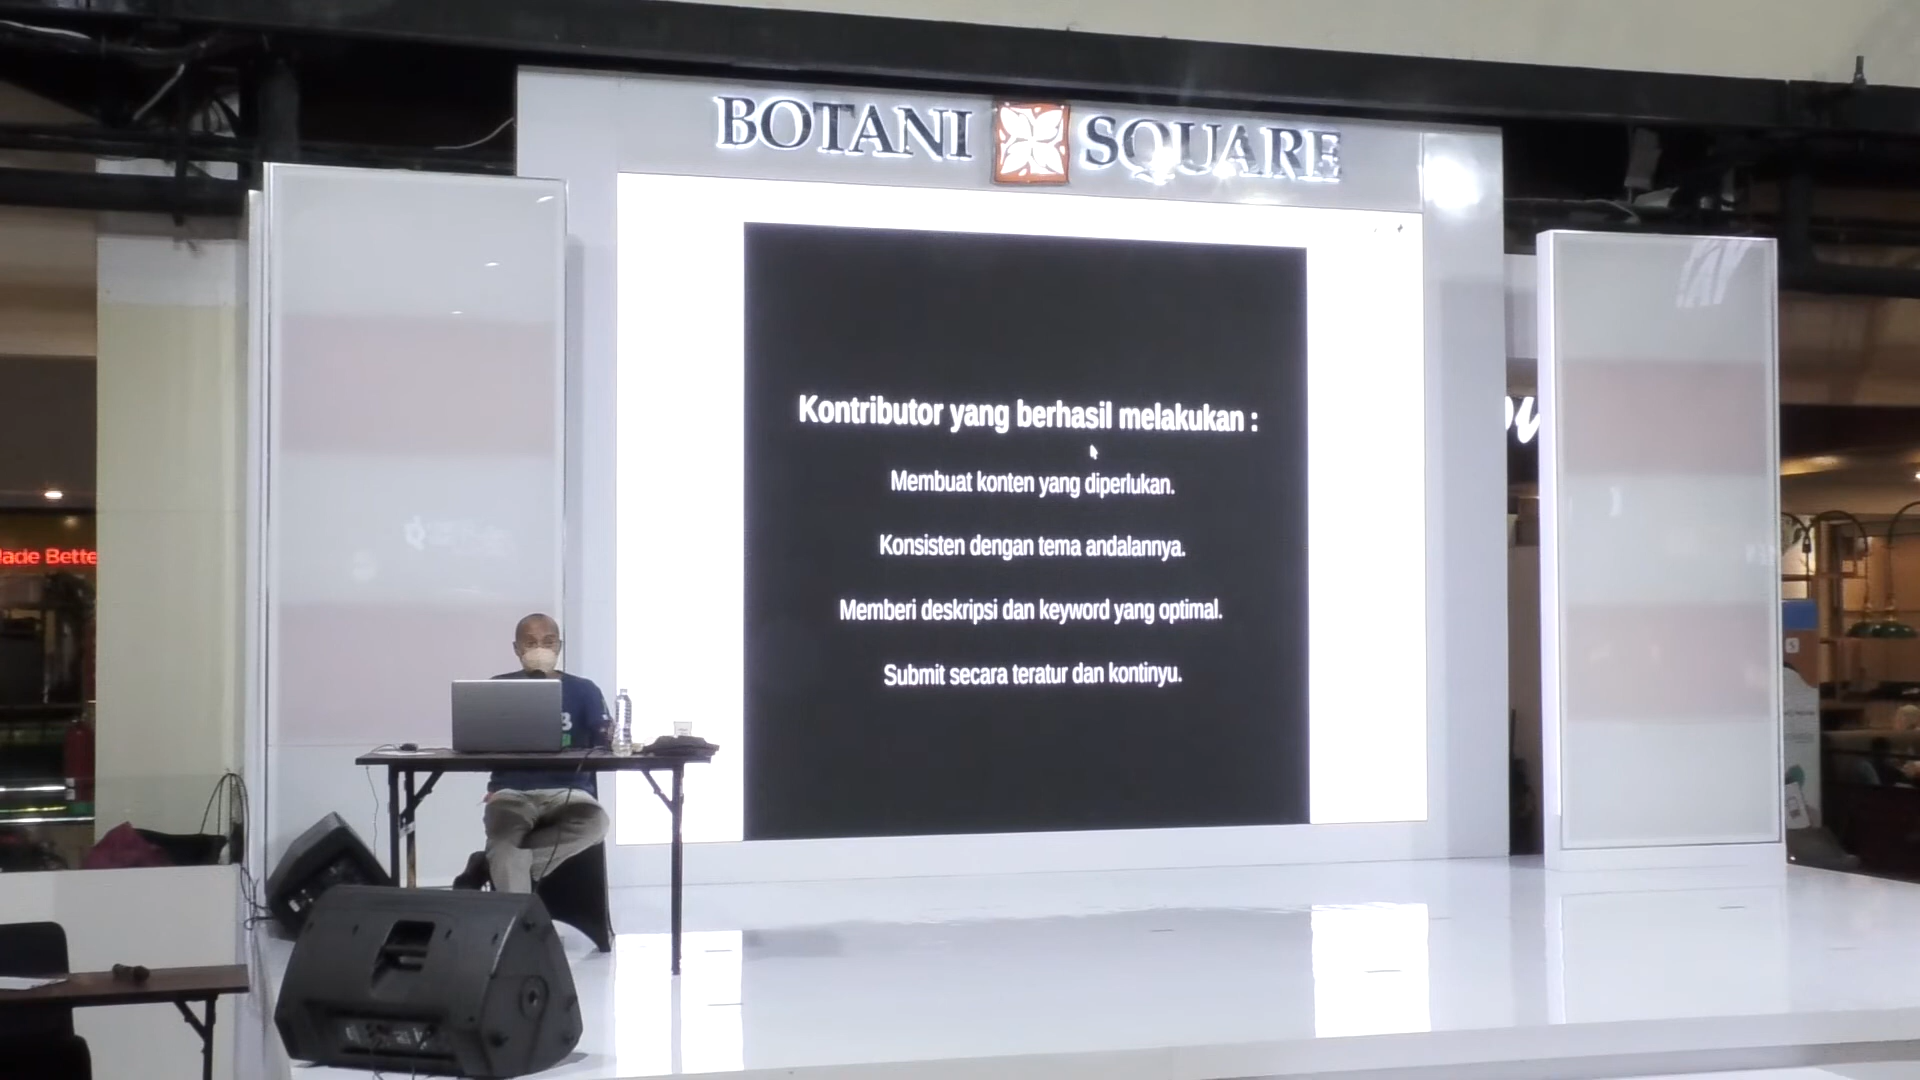 BOTANI SQUARE
Kontributor yang berhasil melakukan :
Membuat konten yang diperlukan.
Konsisten dengan tema andalannya.
Memberi deskripsi dan keyword yang optimal.
Submit secara teratur dan kontinyu.